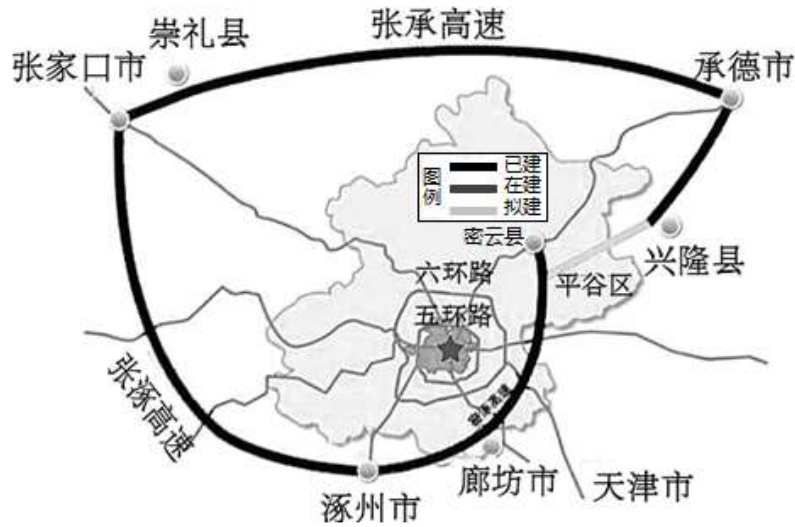 张承高速
崇礼县
张家口市
承德市
图例
已建
在建
拟建
密云县
兴隆县
六环路
平谷区
五环路
张涿高速
密涿高速
廊坊市
天津市
涿州市